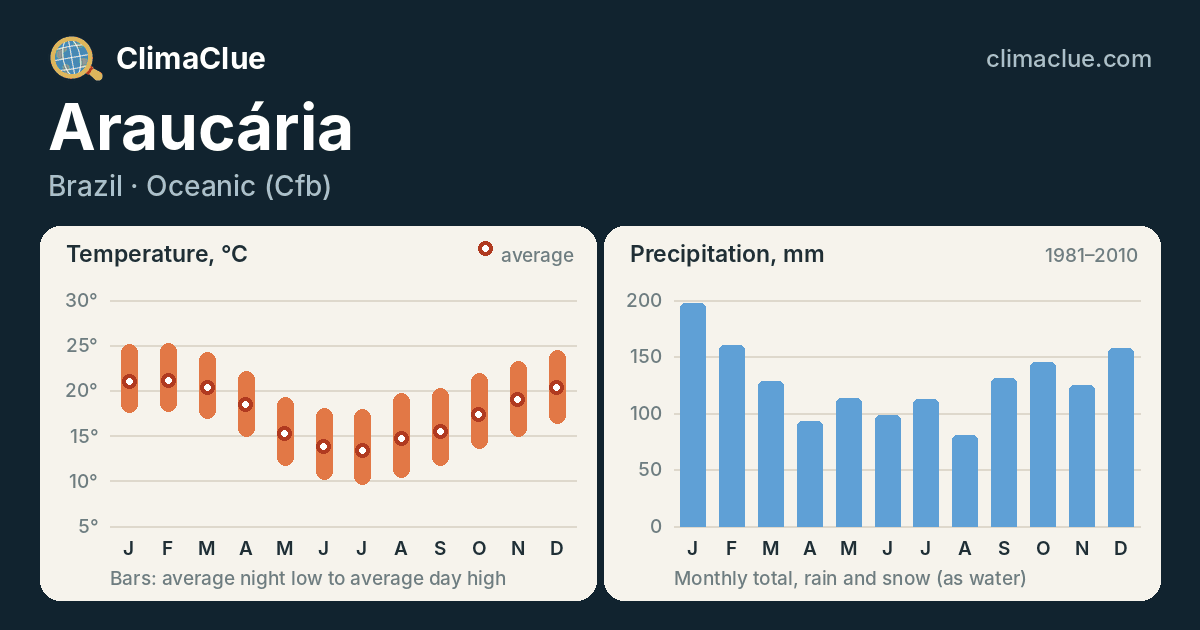 ClimaClue
climaclue.com
Araucária
Brazil · Oceanic (Cfb)
Temperature, °C
average
30°
25°
20°
15°
10°
5°
J F M A M J J A S O N D
Bars: average night low to average day high
Precipitation, mm
1981–2010
200
150
100
50
0
J F M A M J J A S O N D
Monthly total, rain and snow (as water)